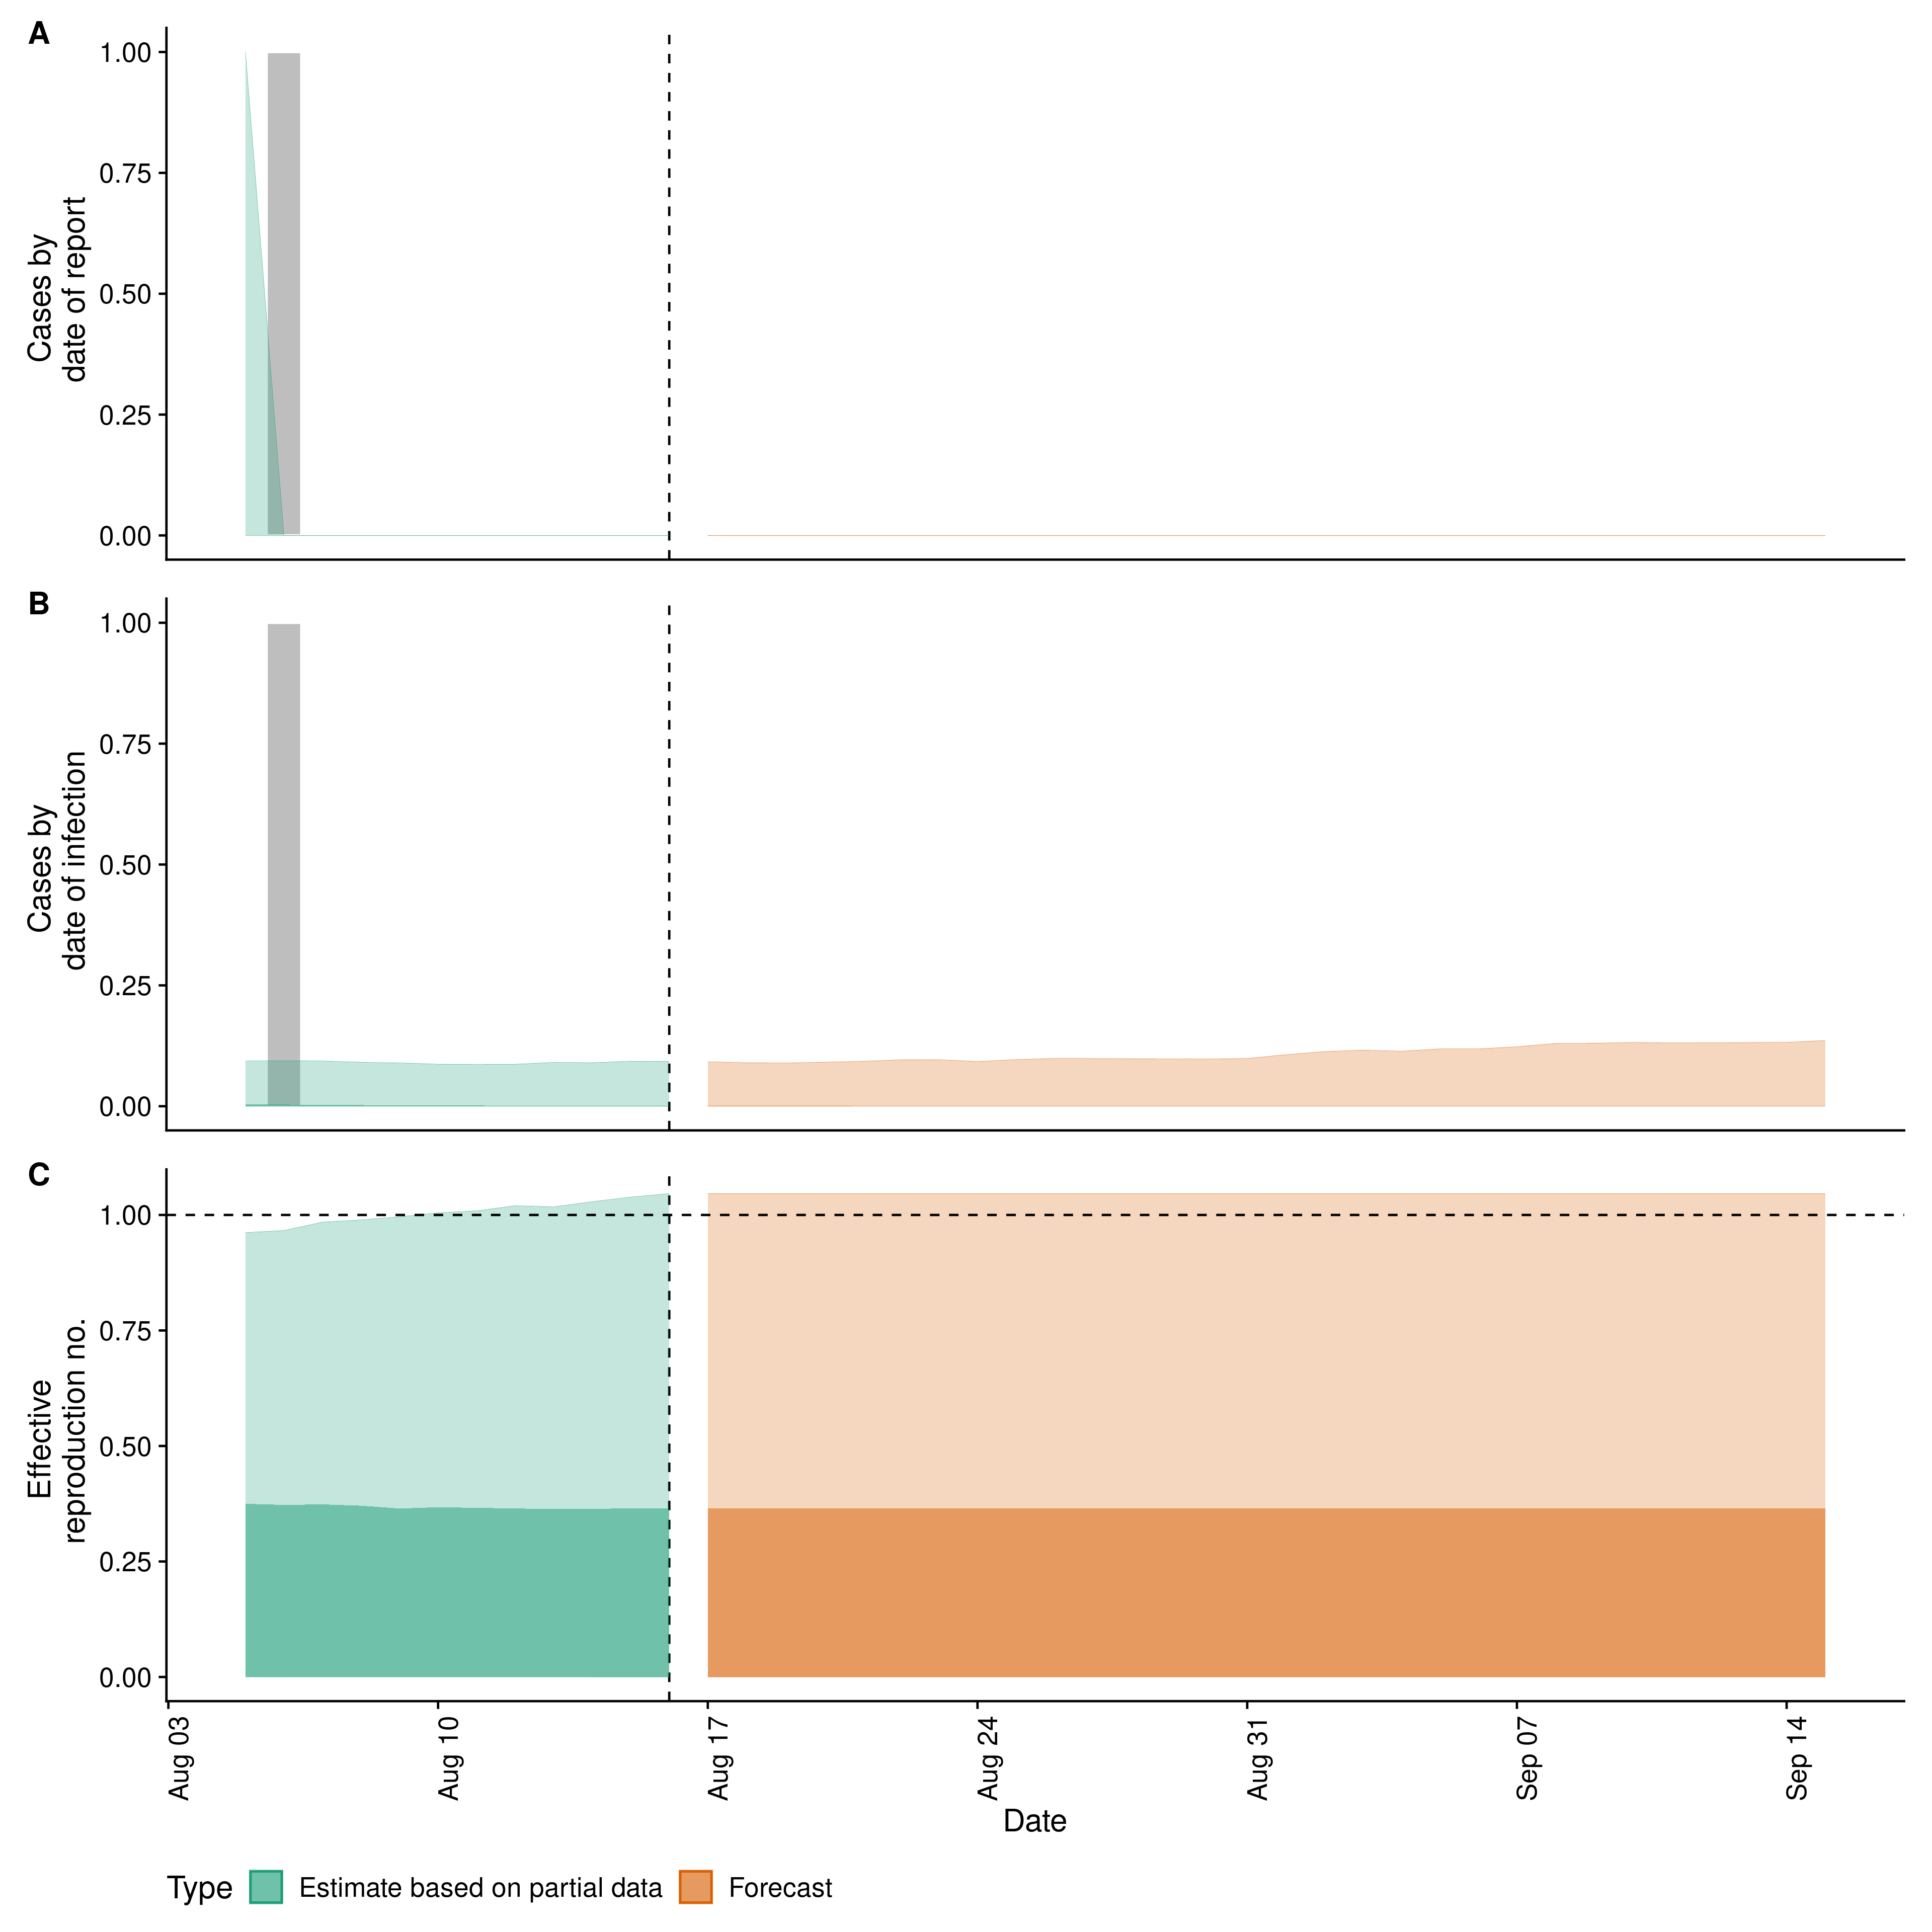 A
1.00
0.75
0.50
0.25
0.00
Cases by
date of report
B
1.00
0.75
0.50
0.25
0.00
Cases by
date of infection
C
1.00
0.75
0.50
0.25
0.00
Effective
reproduction no.
Aug 03
Aug 10
Aug 17
Aug 24
Aug 31
Sep 07
Sep 14
Date
Type
Estimate based on partial data
Forecast